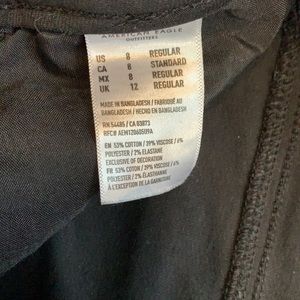 AMERICAN EAGLE
OUTFITTERS
US 8 REGULAR
CA 8 STANDARD
MX 8 REGULAR
UK 12 REGULAR
MADE IN BANGLADESH / FABRIQUÉ AU
BANGLADESH / HECHO EN BANGLADESH
RN 54485 / CA 03873
RFC# AEM12060509A
EN 53% COTTON / 39% VISCOSE / 6%
POLYESTER / 2% ELASTANE
EXCLUSIVE OF DECORATION
FR 53% COTON / 39% VISCOSE / 6%
POLYESTER / 2% ÉLASTHANNE
À L'EXCEPTION DE LA GARNITURE